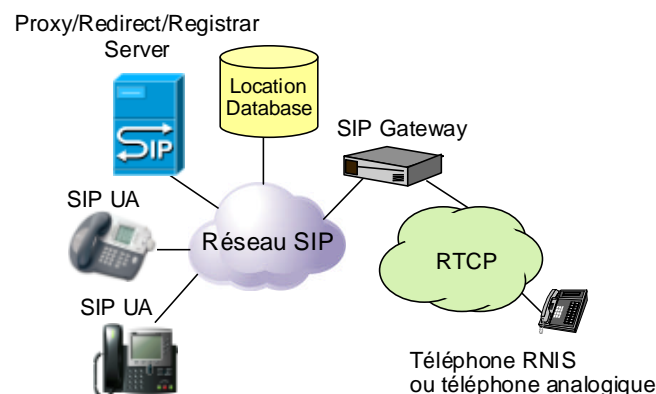 Proxy/Redirect/Registrar
Server
Location
Database
SIP Gateway
SIP
SIP UA
Réseau SIP
RTCP
SIP UA
Téléphone RNIS
ou téléphone analogique